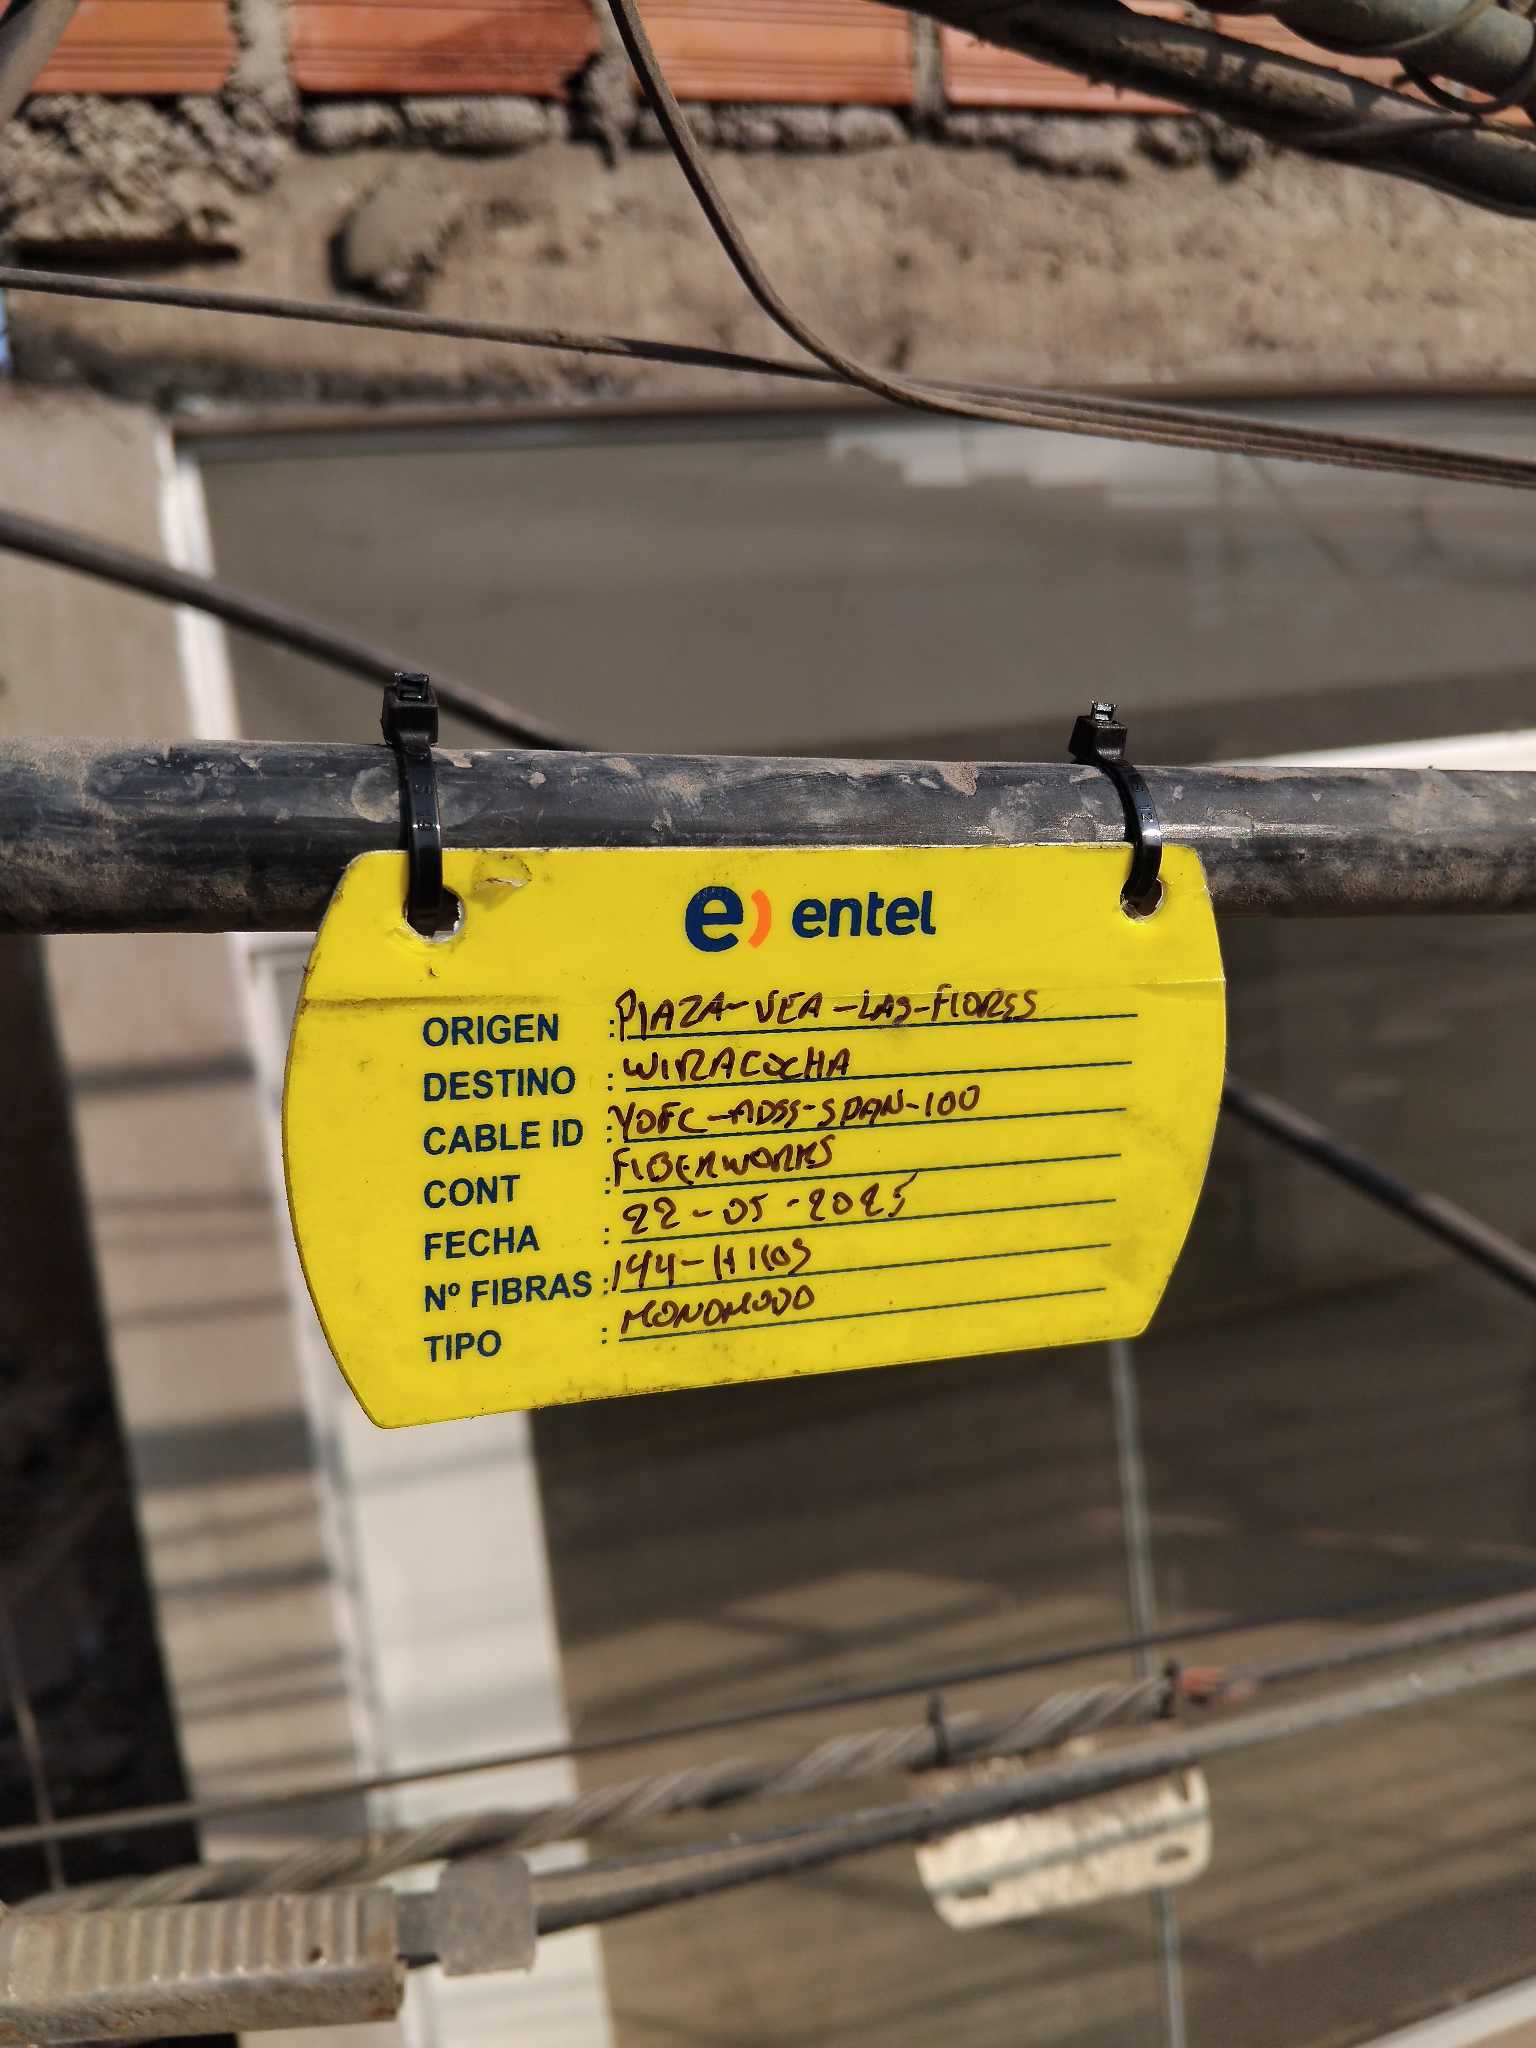 e) entel
ORIGEN : PLAZA-VEA-LAS-FLORES
DESTINO : WIRACOCHA
CABLE ID : YOFC-ADSS-SPAN-100
CONT : FIBERWORKS
FECHA : 22-05-2025
Nº FIBRAS : 144-HILOS
TIPO : MONOMODO